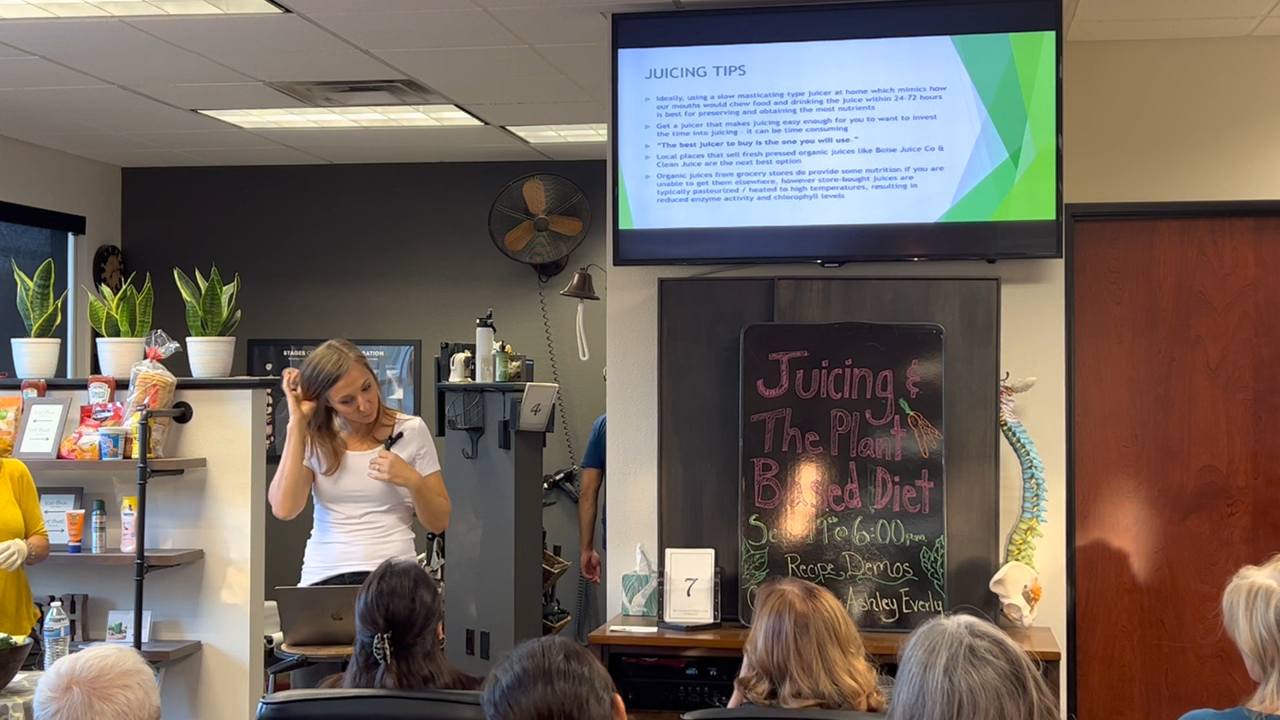 JUICING TIPS
Ideally, using a slow masticating-type juicer at home which mimics how
our mouths would chew food and drinking the juice within 24-72 hours
is best for preserving and obtaining the most nutrients
Get a juicer that makes juicing easy enough for you to want to invest
the time into juicing - it can be time consuming
"The best juicer to buy is the one you will use."
Local places that sell fresh pressed organic juices like Boise Juice Co &
Clean Juice are the next best option
Organic juices from grocery stores do provide some nutrition if you are
unable to get them elsewhere, however store-bought juices are
typically pasteurized / heated to high temperatures, resulting in
reduced enzyme activity and chlorophyll levels
STAGES
4
Juicing &
The Plant
Based Diet
6:00 pm
Recipe Demos
Ashley Everly
7